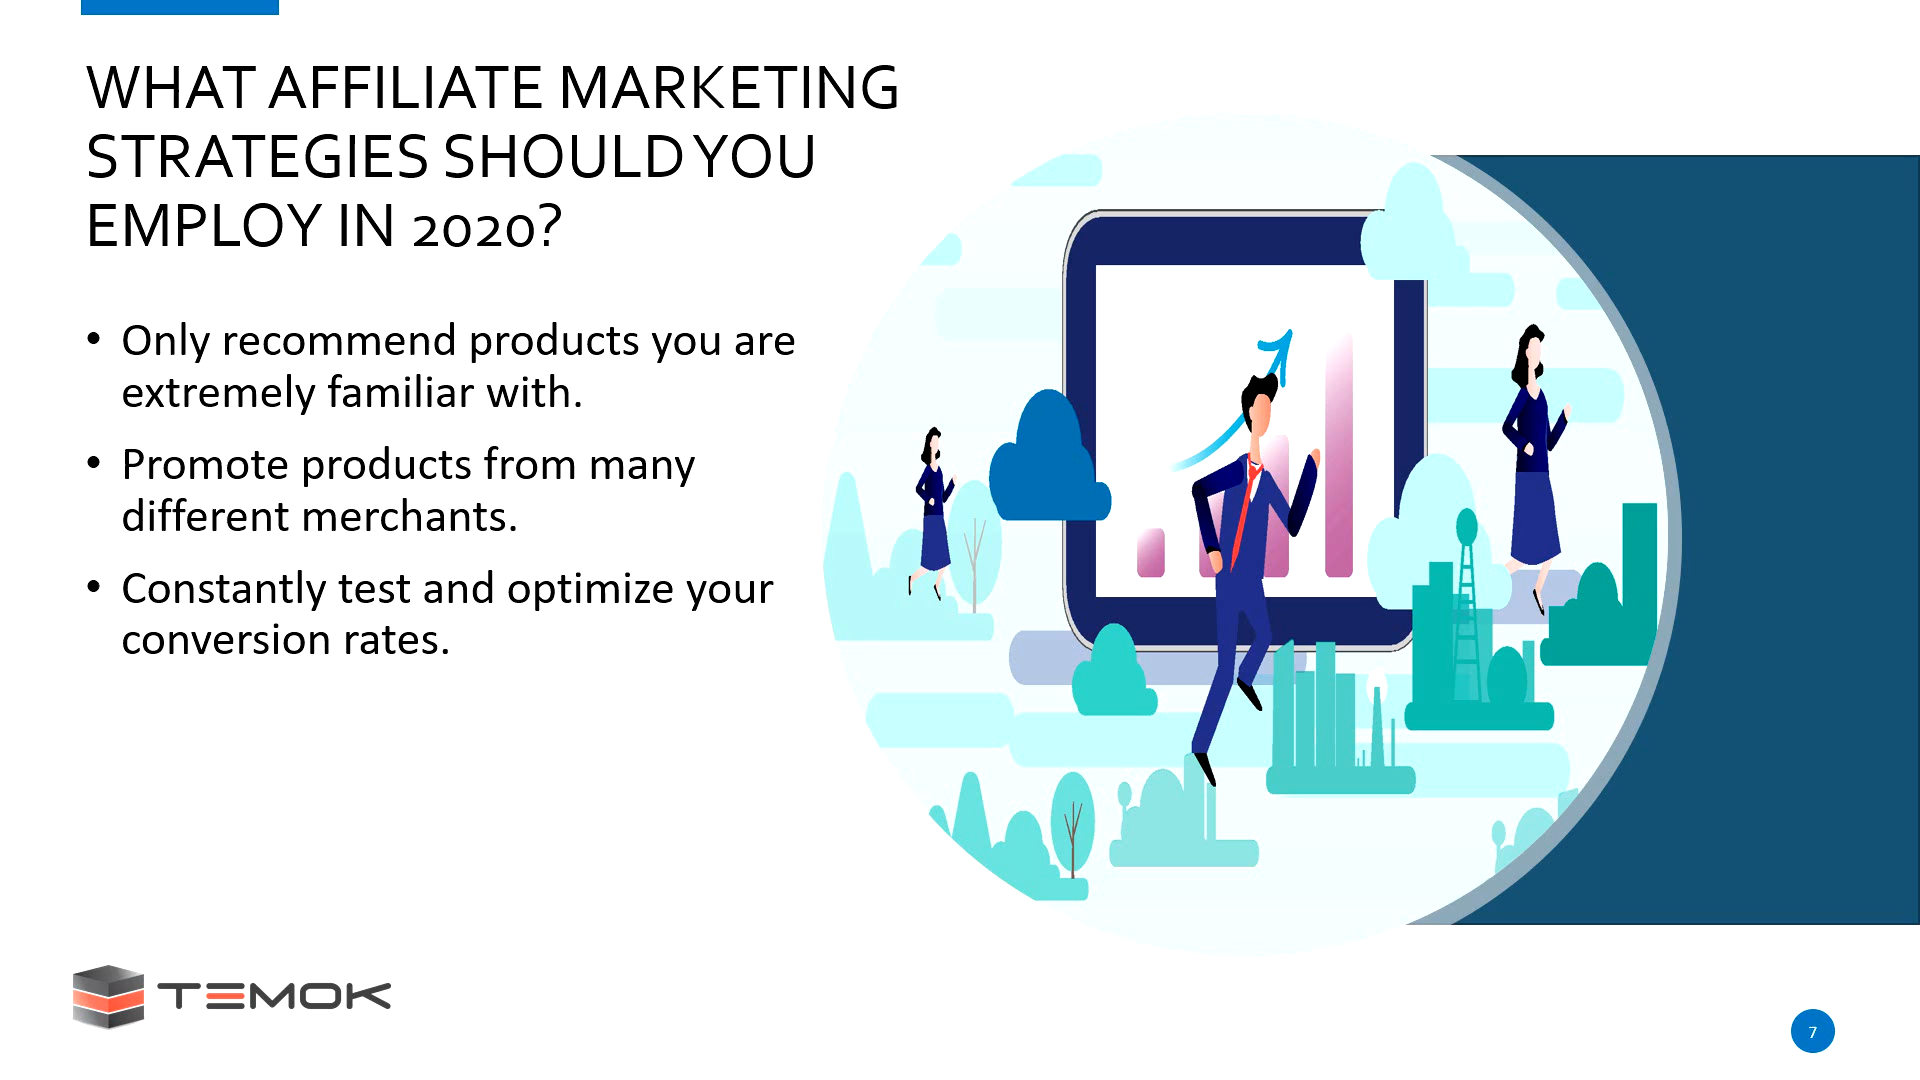 WHAT AFFILIATE MARKETING
STRATEGIES SHOULD YOU
EMPLOY IN 2020?
• Only recommend products you are
extremely familiar with.
• Promote products from many
different merchants.
• Constantly test and optimize your
conversion rates.
TEMOK
7